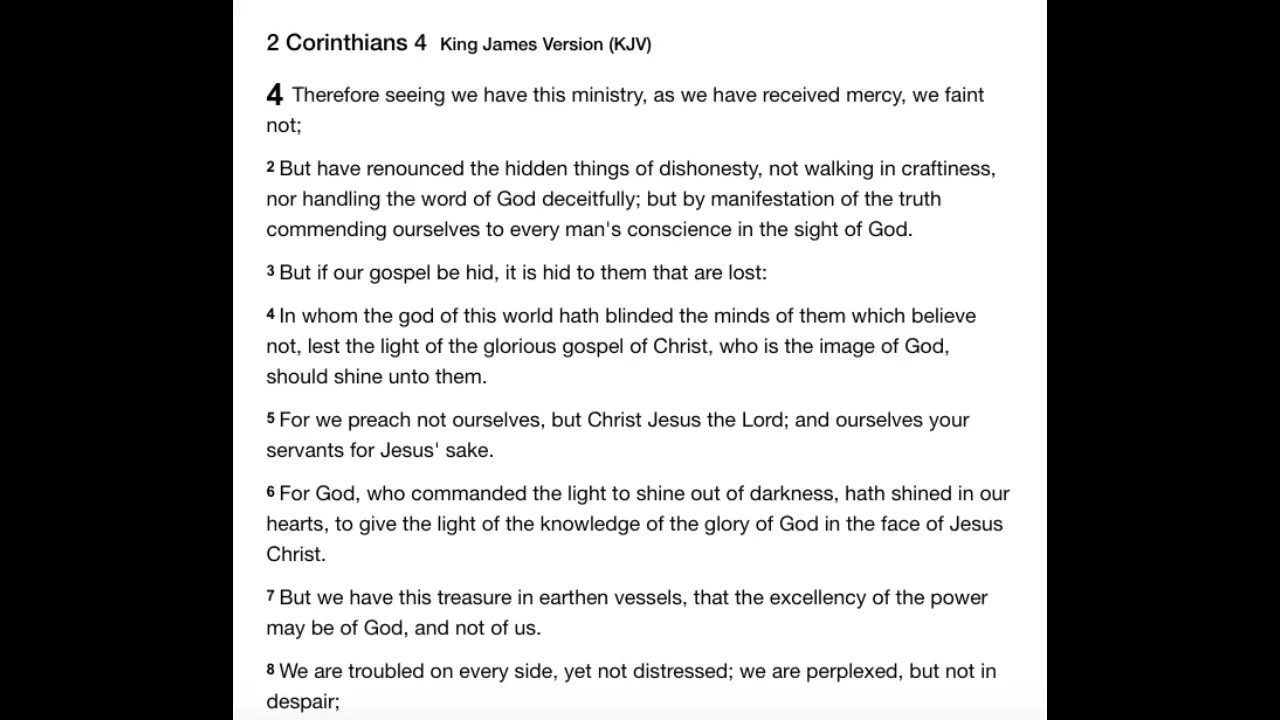 2 Corinthians 4 King James Version (KJV)
4 Therefore seeing we have this ministry, as we have received mercy, we faint
not;
2 But have renounced the hidden things of dishonesty, not walking in craftiness,
nor handling the word of God deceitfully; but by manifestation of the truth
commending ourselves to every man's conscience in the sight of God.
3 But if our gospel be hid, it is hid to them that are lost:
4 In whom the god of this world hath blinded the minds of them which believe
not, lest the light of the glorious gospel of Christ, who is the image of God,
should shine unto them.
5 For we preach not ourselves, but Christ Jesus the Lord; and ourselves your
servants for Jesus' sake.
6 For God, who commanded the light to shine out of darkness, hath shined in our
hearts, to give the light of the knowledge of the glory of God in the face of Jesus
Christ.
7 But we have this treasure in earthen vessels, that the excellency of the power
may be of God, and not of us.
8 We are troubled on every side, yet not distressed; we are perplexed, but not in
despair;